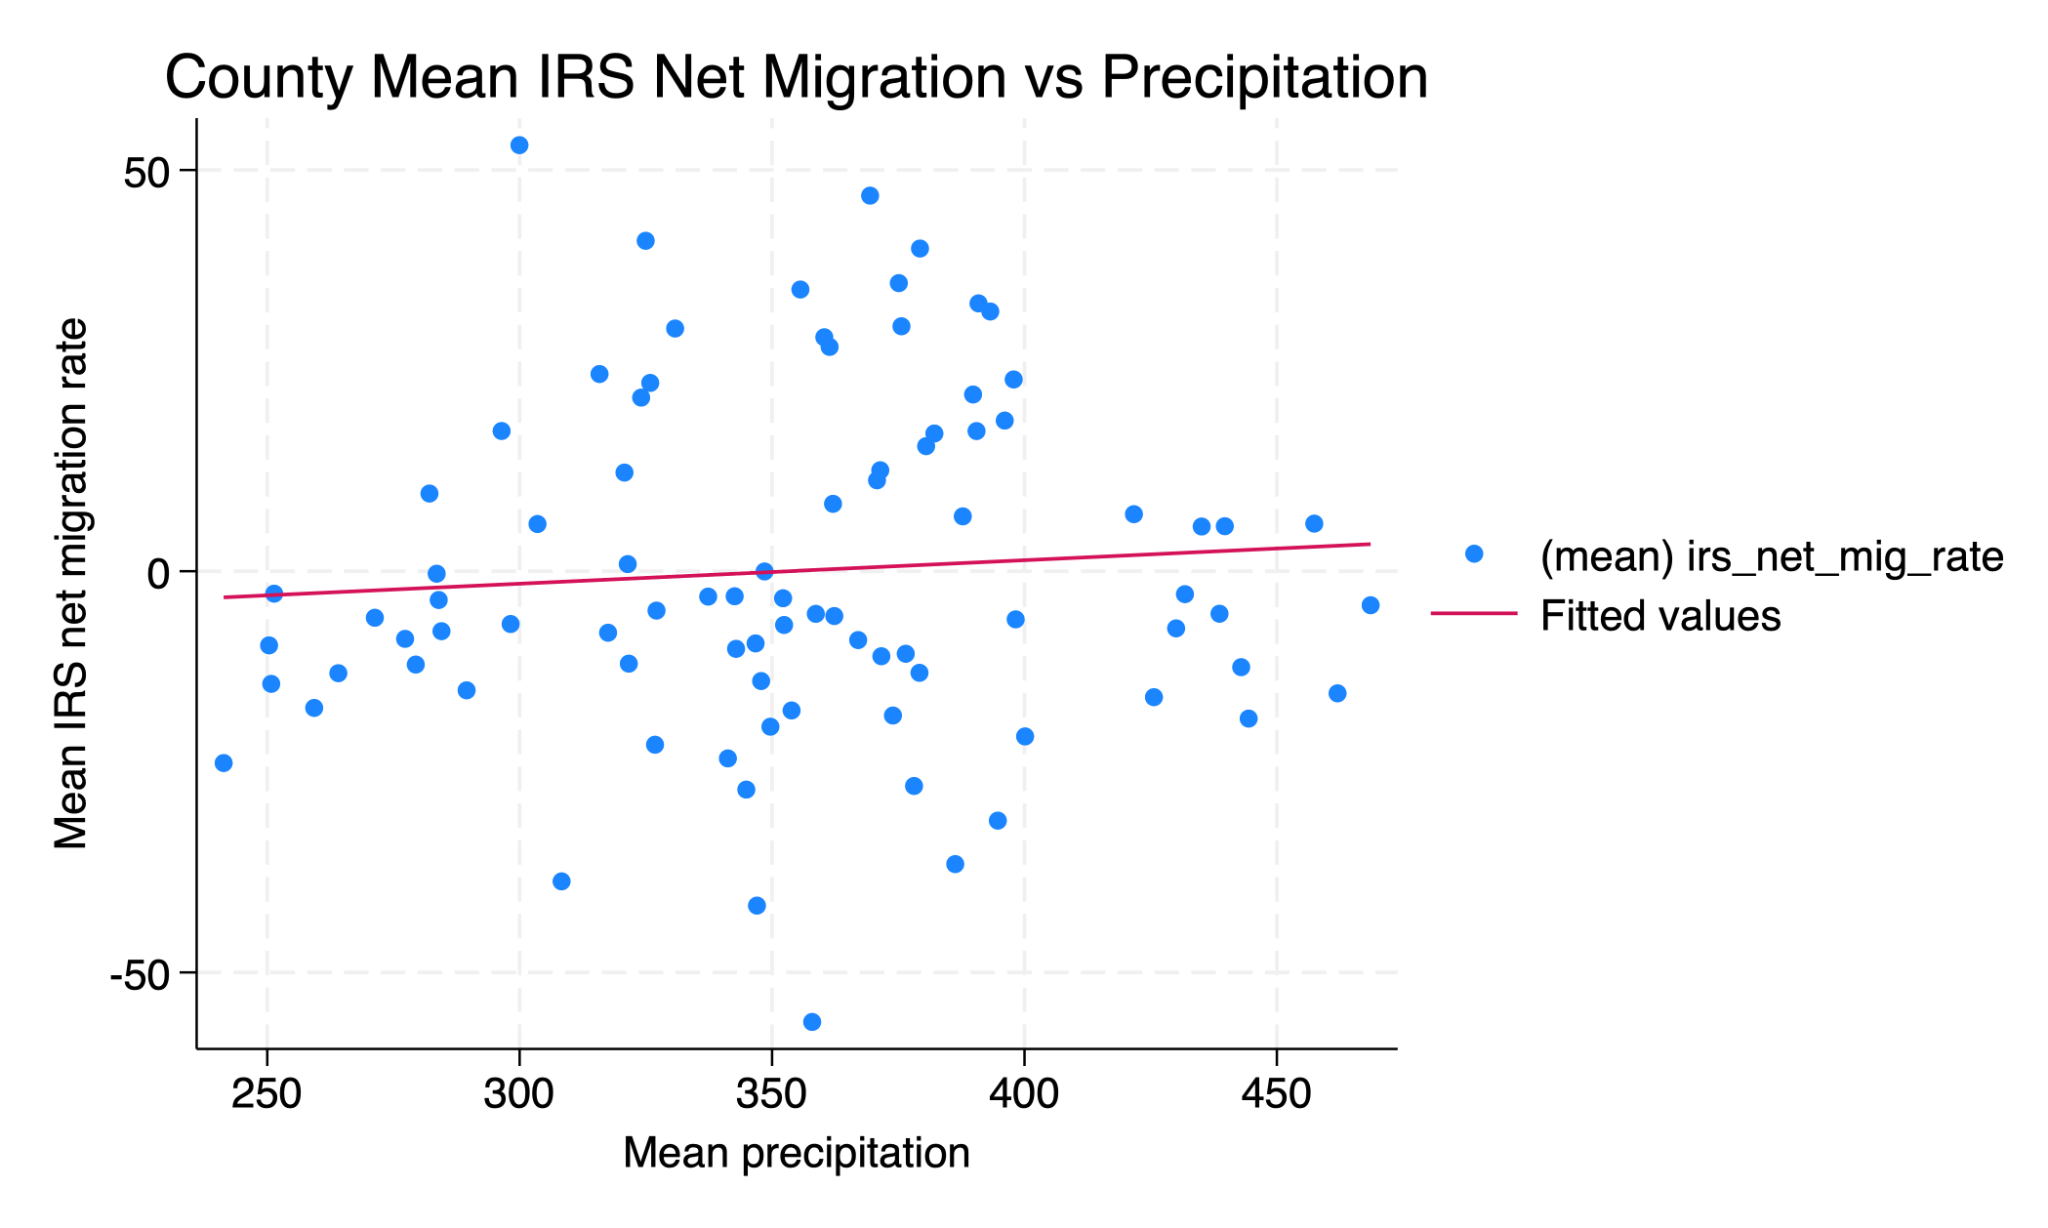 County Mean IRS Net Migration vs Precipitation
Mean IRS net migration rate
50
0
-50
250 300 350 400 450
Mean precipitation
(mean) irs_net_mig_rate
Fitted values